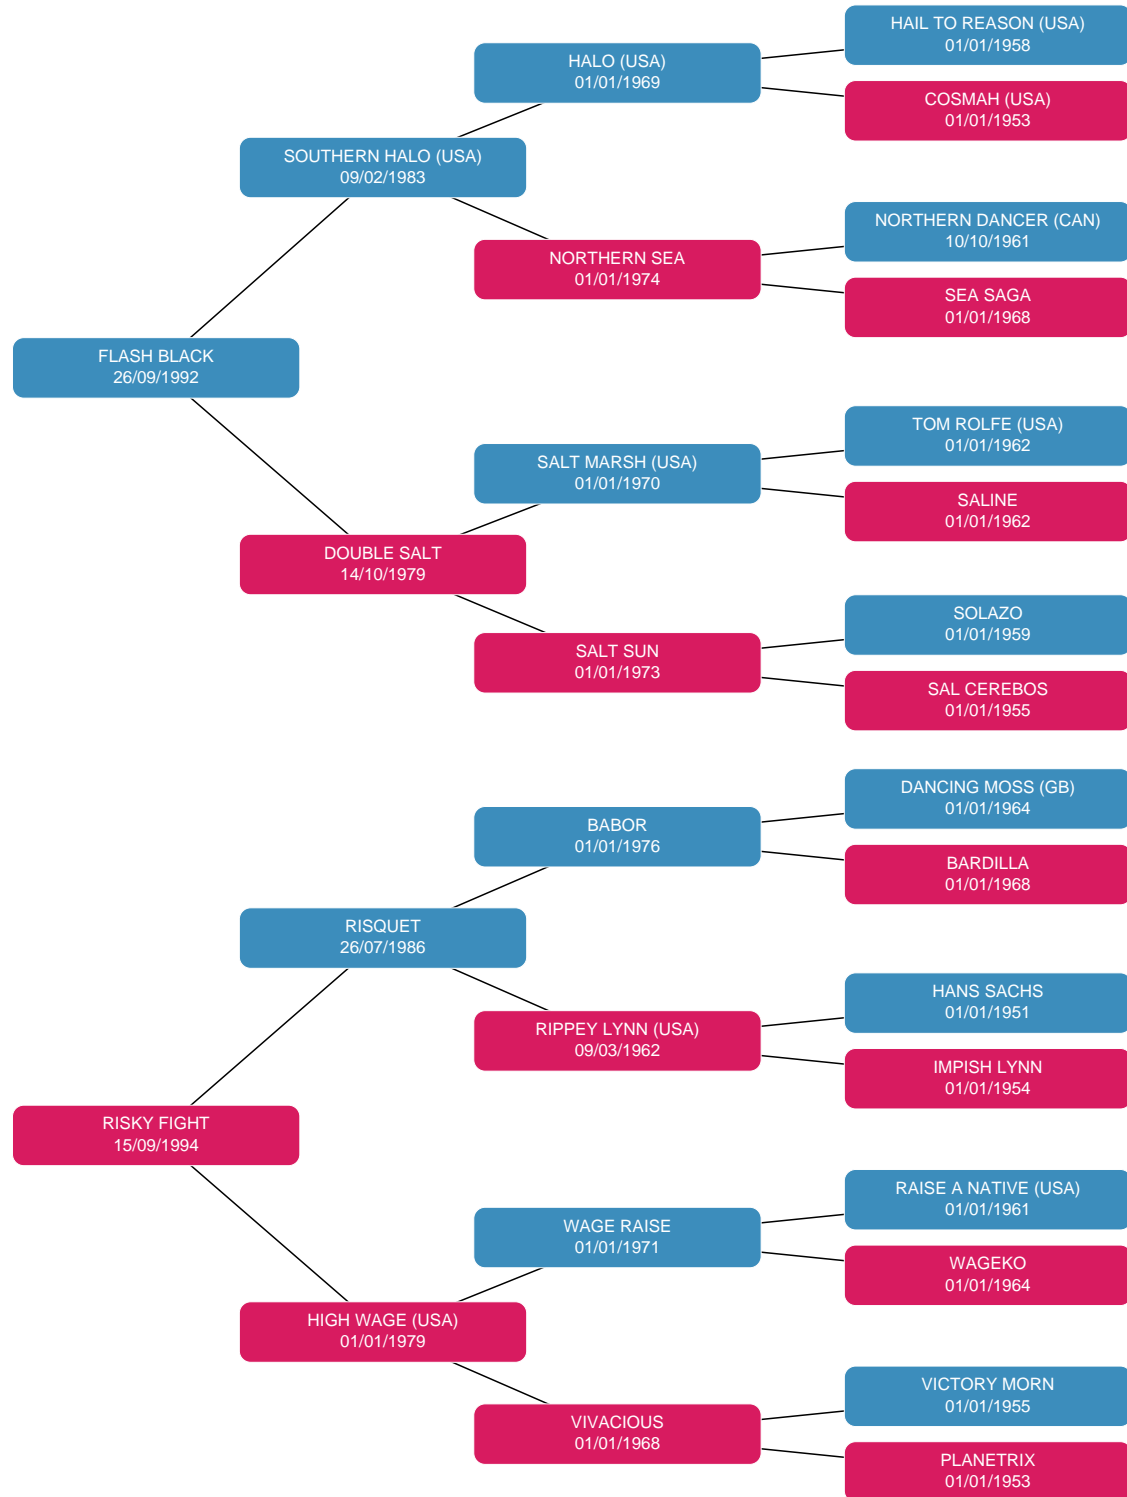 HAIL TO REASON (USA)
01/01/1958
HALO (USA)
01/01/1969
COSMAH (USA)
01/01/1953
SOUTHERN HALO (USA)
09/02/1983
NORTHERN DANCER (CAN)
10/10/1961
NORTHERN SEA
01/01/1974
SEA SAGA
01/01/1968
FLASH BLACK
26/09/1992
TOM ROLFE (USA)
01/01/1962
SALT MARSH (USA)
01/01/1970
SALINE
01/01/1962
DOUBLE SALT
14/10/1979
SOLAZO
01/01/1959
SALT SUN
01/01/1973
SAL CEREBOS
01/01/1955
DANCING MOSS (GB)
01/01/1964
BABOR
01/01/1976
BARDILLA
01/01/1968
RISQUET
26/07/1986
HANS SACHS
01/01/1951
RIPPEY LYNN (USA)
09/03/1962
IMPISH LYNN
01/01/1954
RISKY FIGHT
15/09/1994
RAISE A NATIVE (USA)
01/01/1961
WAGE RAISE
01/01/1971
WAGEKO
01/01/1964
HIGH WAGE (USA)
01/01/1979
VICTORY MORN
01/01/1955
VIVACIOUS
01/01/1968
PLANETRIX
01/01/1953